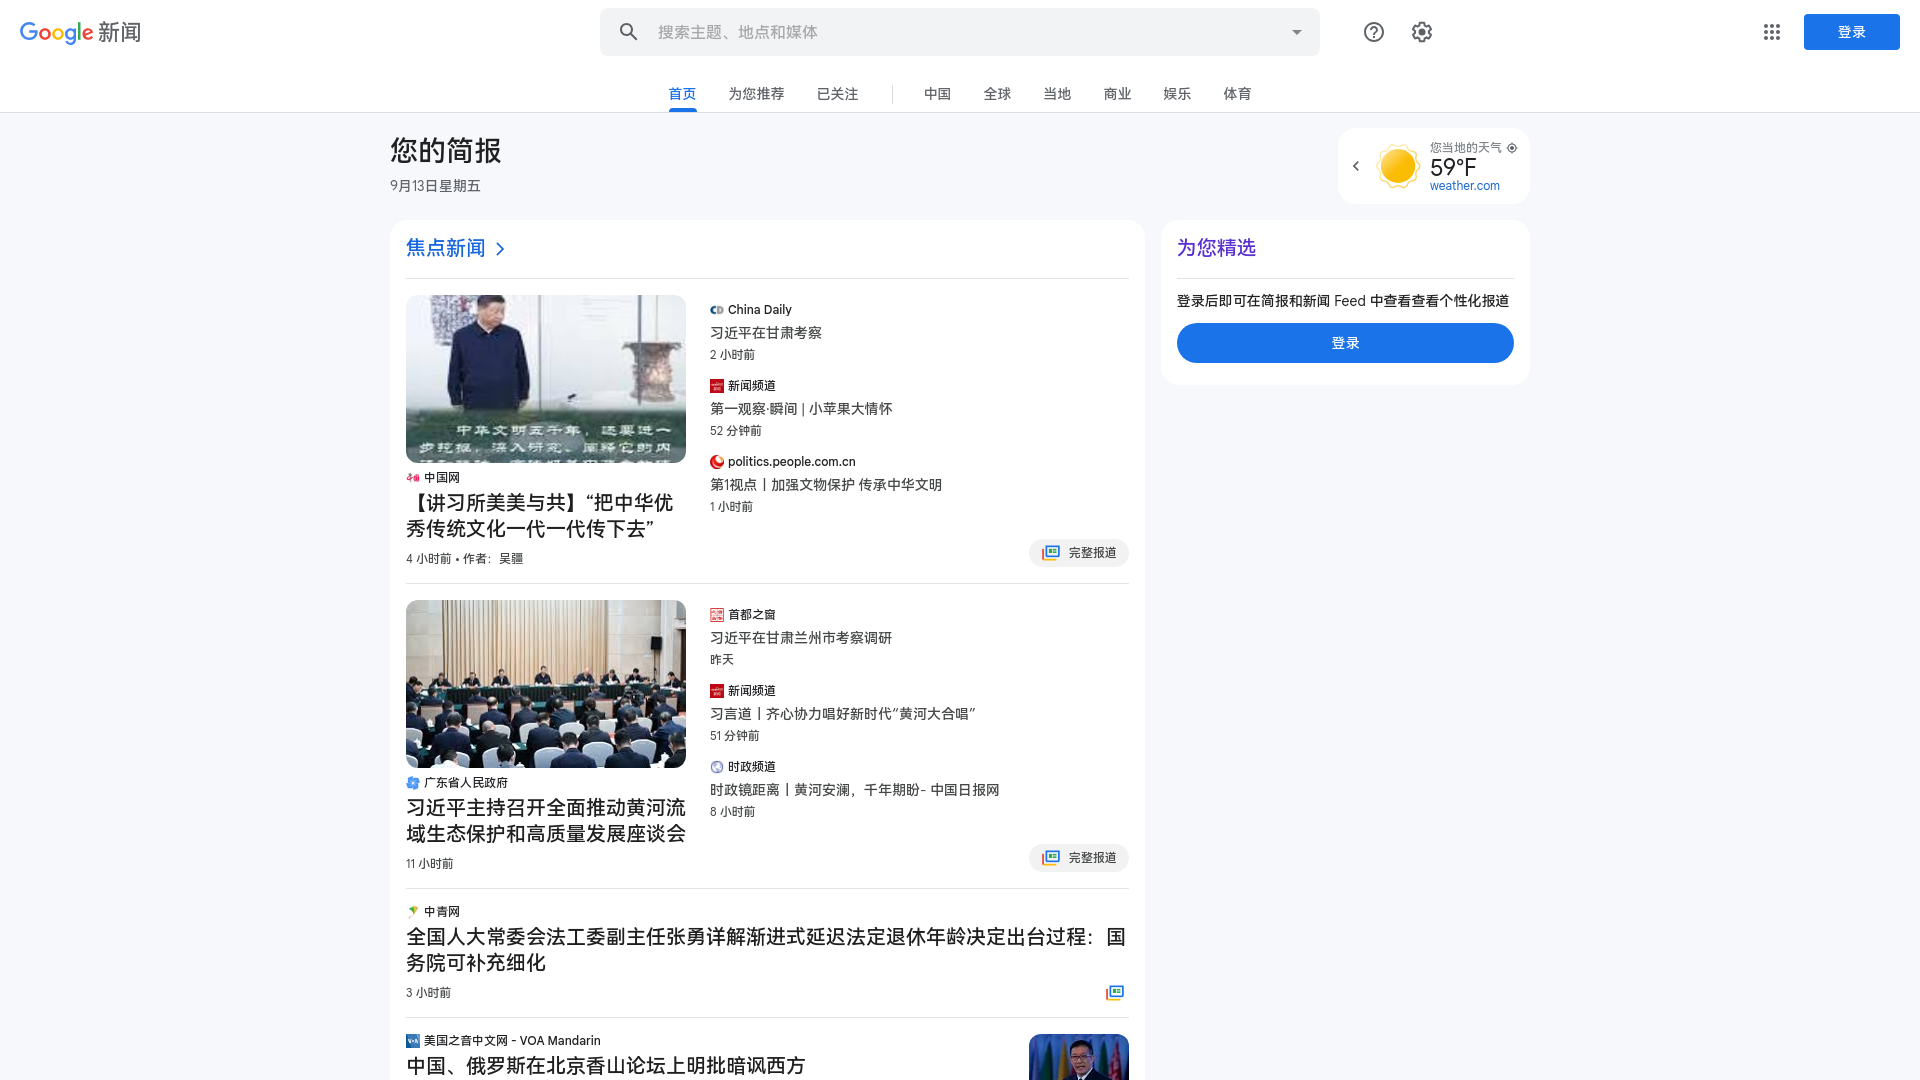 Google 新闻
搜索主题、地点和媒体
登录
首页
为您推荐
已关注
中国
全球
当地
商业
娱乐
体育
您的简报
9月13日星期五
您当地的天气
59°F
weather.com
焦点新闻
中华文明五千年，还要进一
步挖掘，深入研究、阐释它的内
中国网
【讲习所美美与共】“把中华优
秀传统文化一代一代传下去”
4 小时前 • 作者：吴疆
China Daily
习近平在甘肃考察
2 小时前
新闻频道
第一观察·瞬间 | 小苹果大情怀
52 分钟前
politics.people.com.cn
第1视点丨加强文物保护 传承中华文明
1 小时前
完整报道
广东省人民政府
习近平主持召开全面推动黄河流
域生态保护和高质量发展座谈会
11 小时前
首都之窗
习近平在甘肃兰州市考察调研
昨天
新闻频道
习言道丨齐心协力唱好新时代“黄河大合唱”
51 分钟前
时政频道
时政镜距离丨黄河安澜，千年期盼- 中国日报网
8 小时前
完整报道
中青网
全国人大常委会法工委副主任张勇详解渐进式延迟法定退休年龄决定出台过程：国
务院可补充细化
3 小时前
美国之音中文网 - VOA Mandarin
中国、俄罗斯在北京香山论坛上明批暗讽西方
为您精选
登录后即可在简报和新闻 Feed 中查看查看个性化报道
登录